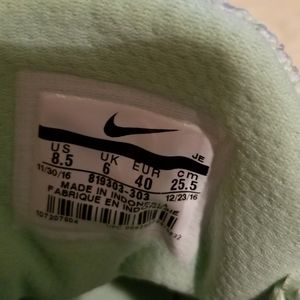 JE
US UK EUR cm
8.5 6 40 25.5
11/30/16 819303-303 12/23/16
MADE IN INDONESIA
FABRIQUE EN